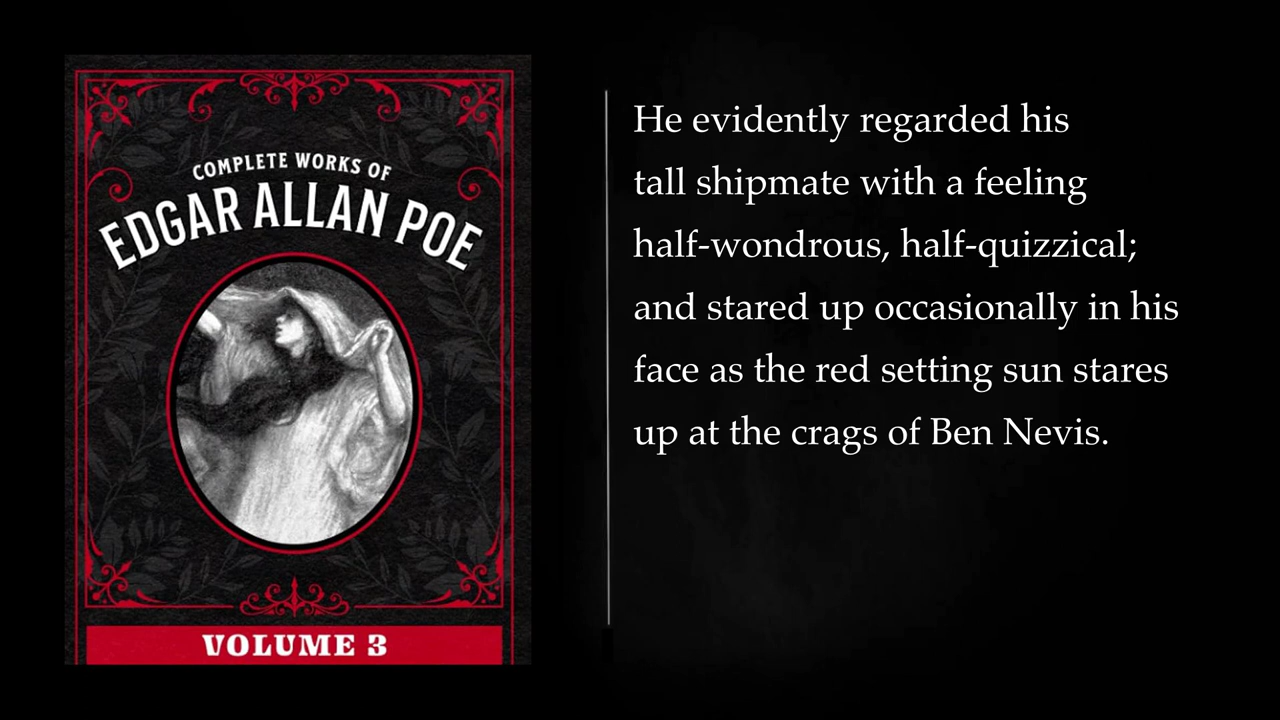 COMPLETE WORKS OF
EDGAR ALLAN POE
VOLUME 3
He evidently regarded his
tall shipmate with a feeling
half-wondrous, half-quizzical;
and stared up occasionally in his
face as the red setting sun stares
up at the crags of Ben Nevis.